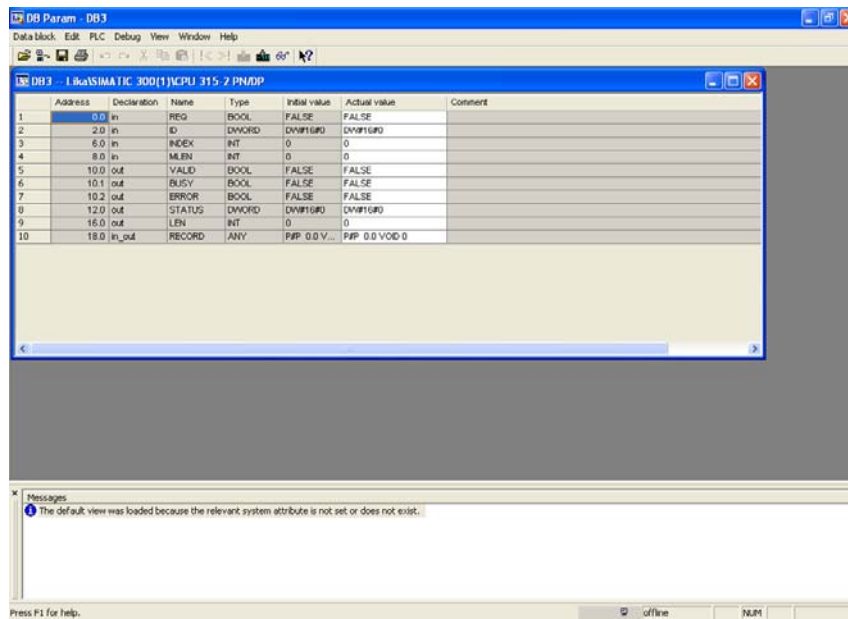 DB Param - DB3
Data block Edit PLC Debug View Window Help
DB3 -- Lika\SIMATIC 300(1)\CPU 315-2 PN/DP
Address Declaration Name Type Initial value Actual value Comment
1 0.0 in REQ BOOL FALSE FALSE
2 2.0 in ID DWORD DW#16#0 DW#16#0
3 6.0 in INDEX INT 0 0
4 8.0 in MLEN INT 0 0
5 10.0 out VALID BOOL FALSE FALSE
6 10.1 out BUSY BOOL FALSE FALSE
7 10.2 out ERROR BOOL FALSE FALSE
8 12.0 out STATUS DWORD DW#16#0 DW#16#0
9 16.0 out LEN INT 0 0
10 18.0 in_out RECORD ANY P#P 0.0 V... P#P 0.0 VOID 0
Messages
The default view was loaded because the relevant system attribute is not set or does not exist.
Press F1 for help. offline NUM